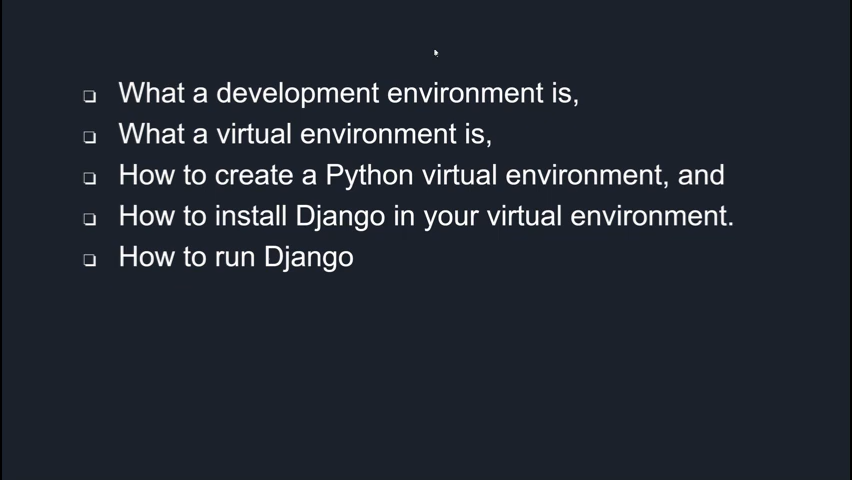 What a development environment is,
What a virtual environment is,
How to create a Python virtual environment, and
How to install Django in your virtual environment.
How to run Django